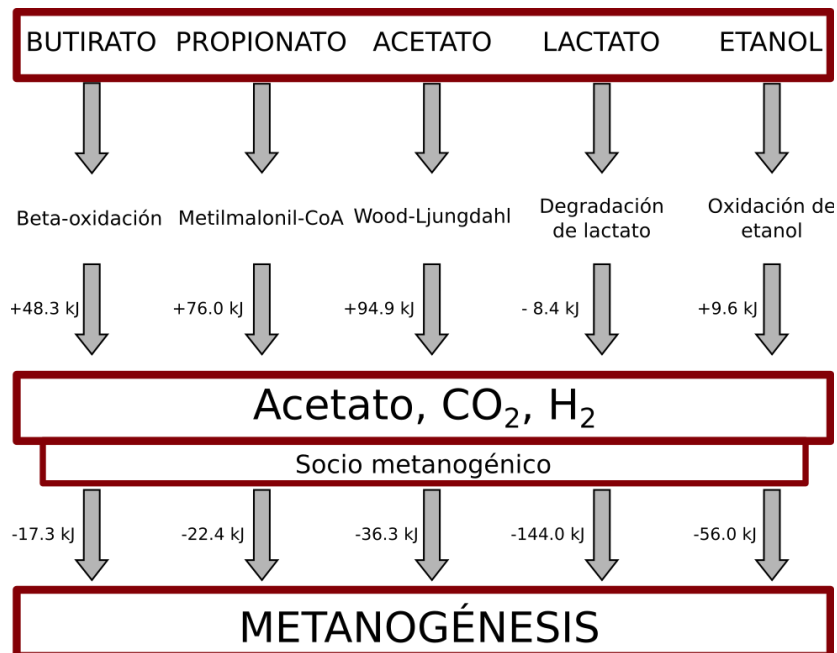 BUTIRATO PROPIONATO ACETATO LACTATO ETANOL
Beta-oxidación Metilmalonil-CoA Wood-Ljungdahl Degradación Oxidación de
de lactato etanol
+48.3 kJ +76.0 kJ +94.9 kJ - 8.4 kJ +9.6 kJ
Acetato, CO₂, H₂
Socio metanogénico
-17.3 kJ -22.4 kJ -36.3 kJ -144.0 kJ -56.0 kJ
METANOGÉNESIS